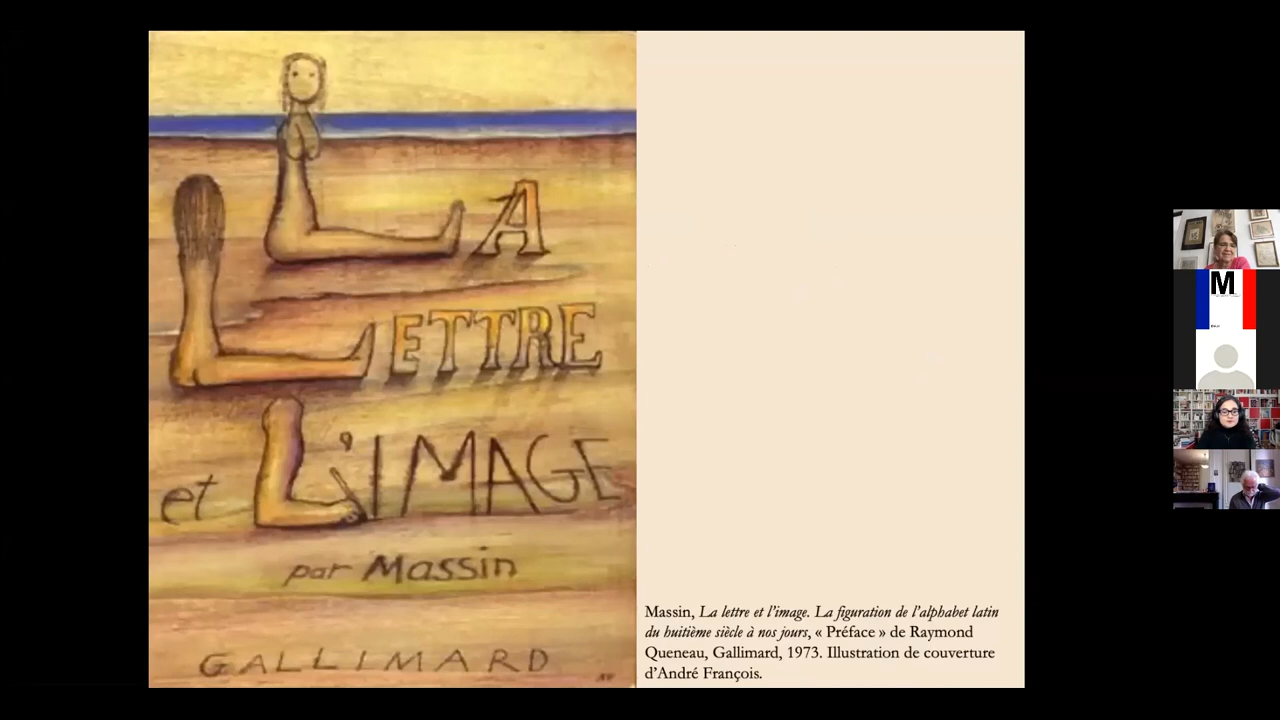 LA
LETTRE
et L'IMAGE
par Massin
GALLIMARD
Massin, La lettre et l’image. La figuration de l’alphabet latin
du huitième siècle à nos jours, « Préface » de Raymond
Queneau, Gallimard, 1973. Illustration de couverture
d’André François.
M